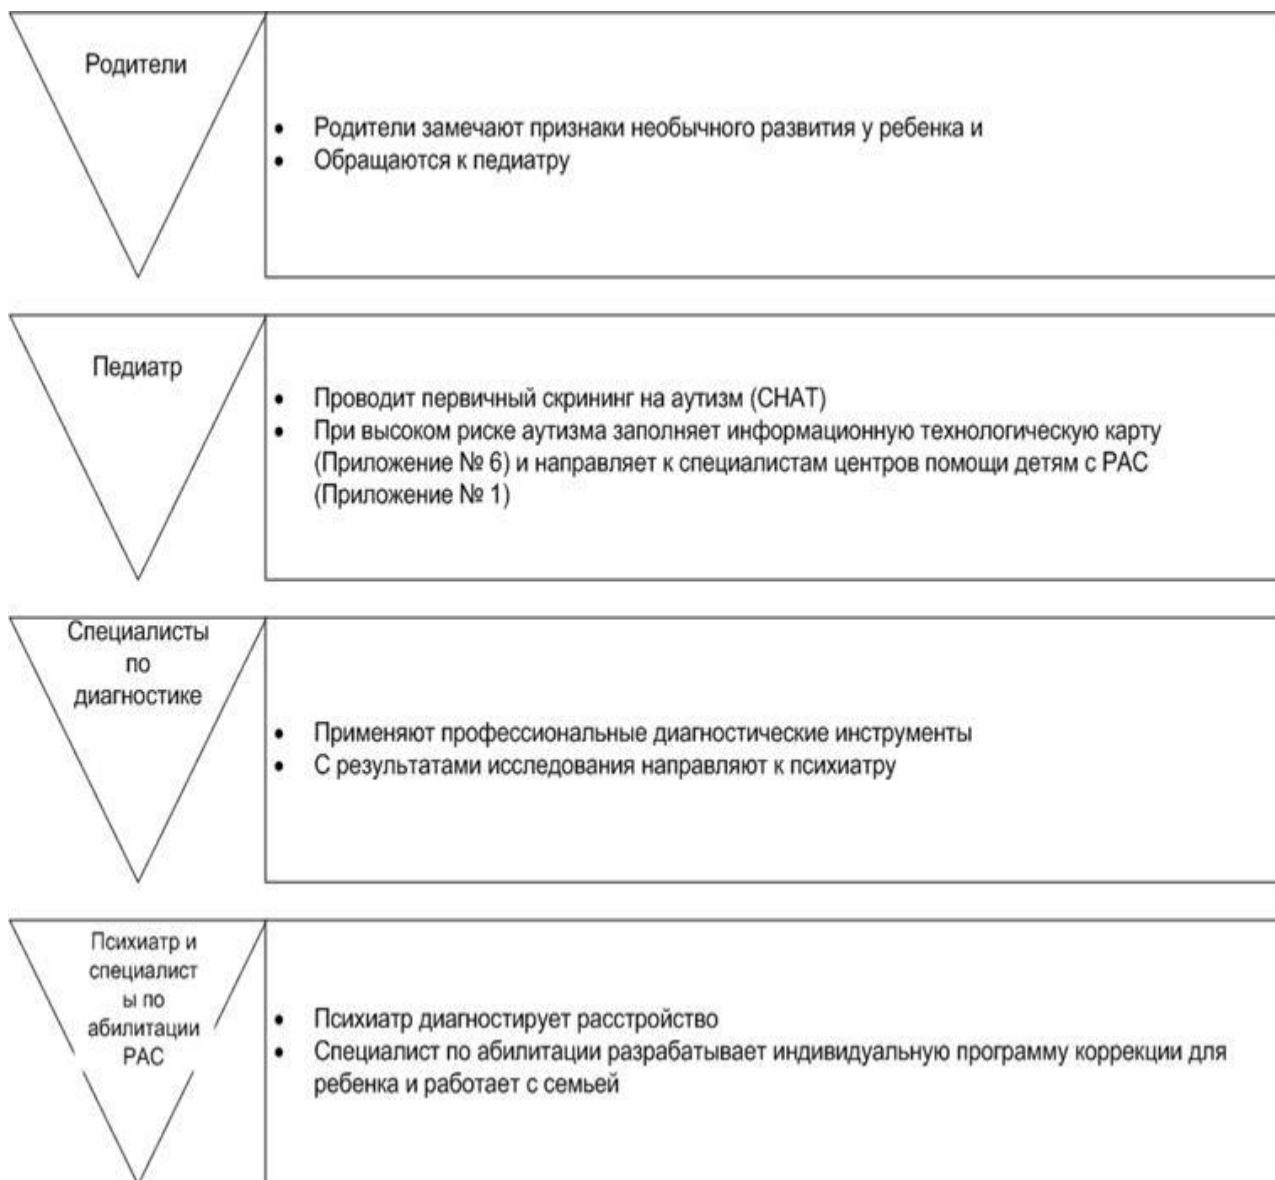 Родители
• Родители замечают признаки необычного развития у ребенка и
• Обращаются к педиатру
Педиатр
• Проводит первичный скрининг на аутизм (CHAT)
• При высоком риске аутизма заполняет информационную технологическую карту
(Приложение № 6) и направляет к специалистам центров помощи детям с РАС
(Приложение № 1)
Специалисты
по
диагностике
• Применяют профессиональные диагностические инструменты
• С результатами исследования направляют к психиатру
Психиатр и
специалист
ы по
абилитации
РАС
• Психиатр диагностирует расстройство
• Специалист по абилитации разрабатывает индивидуальную программу коррекции для
ребенка и работает с семьей